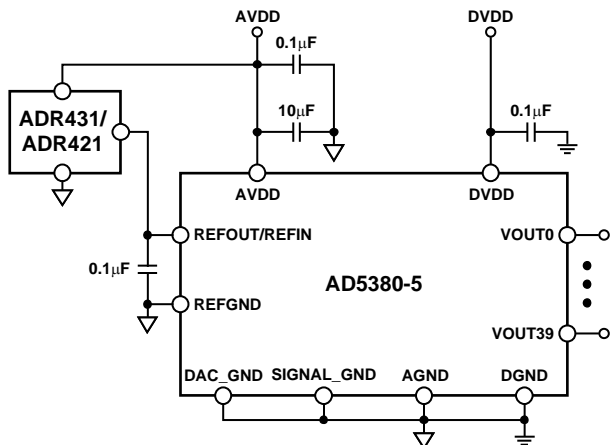 AVDD
DVDD
0.1μF
ADR431/
ADR421
10μF
0.1μF
AVDD
DVDD
REFOUT/REFIN
VOUT0
0.1μF
AD5380-5
REFGND
VOUT39
DAC_GND
SIGNAL_GND
AGND
DGND